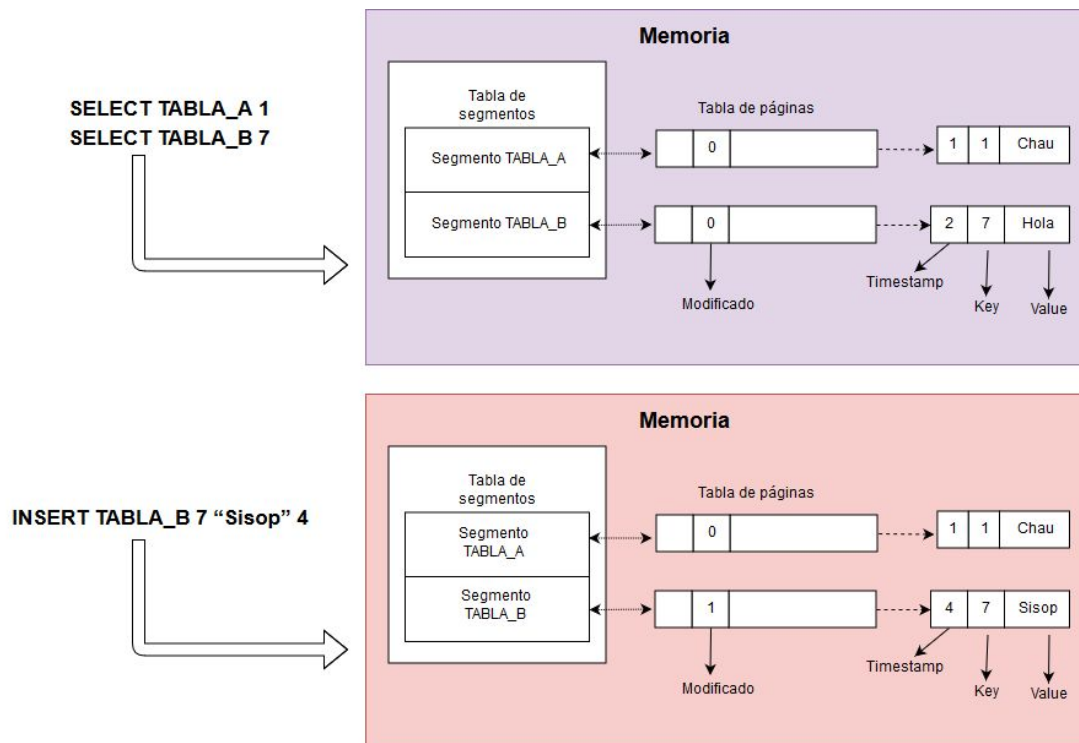 Memoria
SELECT TABLA_A 1
SELECT TABLA_B 7
Tabla de
segmentos
Segmento TABLA_A
Segmento TABLA_B
Tabla de páginas
0
1 1 Chau
0
2 7 Hola
Modificado
Timestamp
Key
Value
Memoria
INSERT TABLA_B 7 “Sisop” 4
Tabla de
segmentos
Segmento
TABLA_A
Segmento
TABLA_B
Tabla de páginas
0
1 1 Chau
1
4 7 Sisop
Modificado
Timestamp
Key
Value